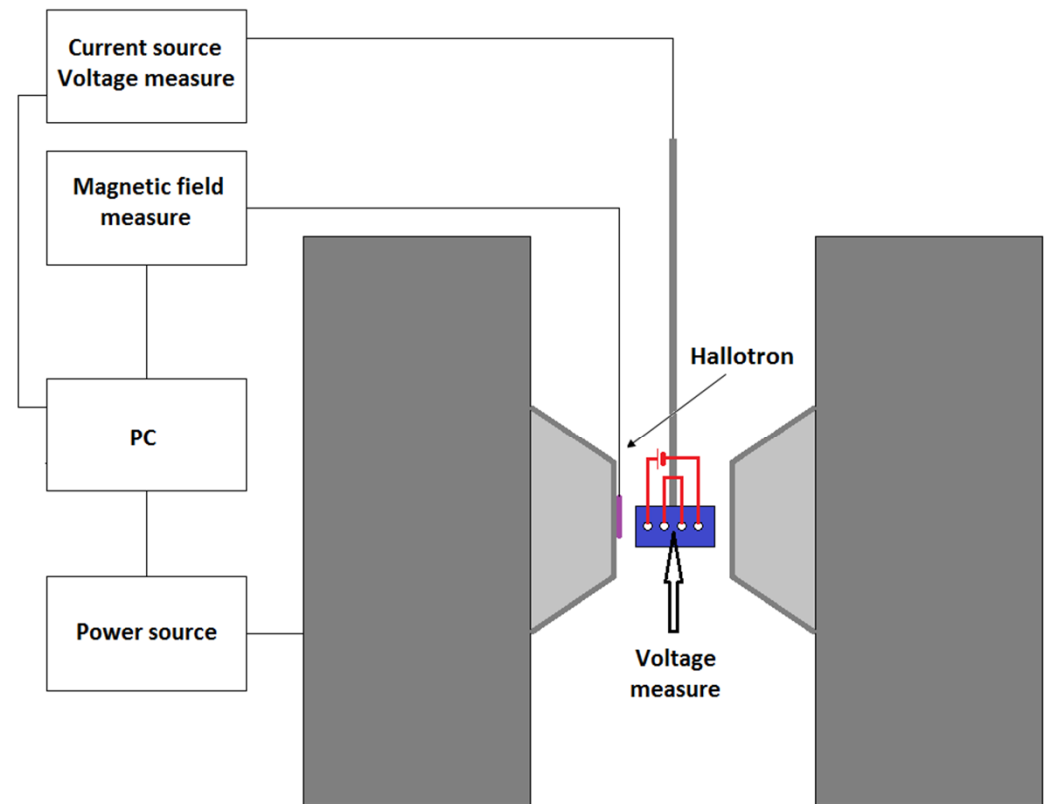 Current source
Voltage measure
Magnetic field
measure
Hallotron
PC
Power source
Voltage
measure